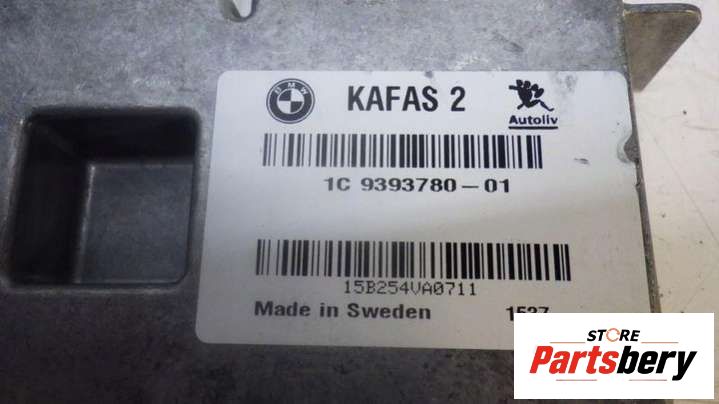 BMW
KAFAS 2
Autoliv
1C 9393780-01
15B254VA0711
Made in Sweden
STORE
Partsbery